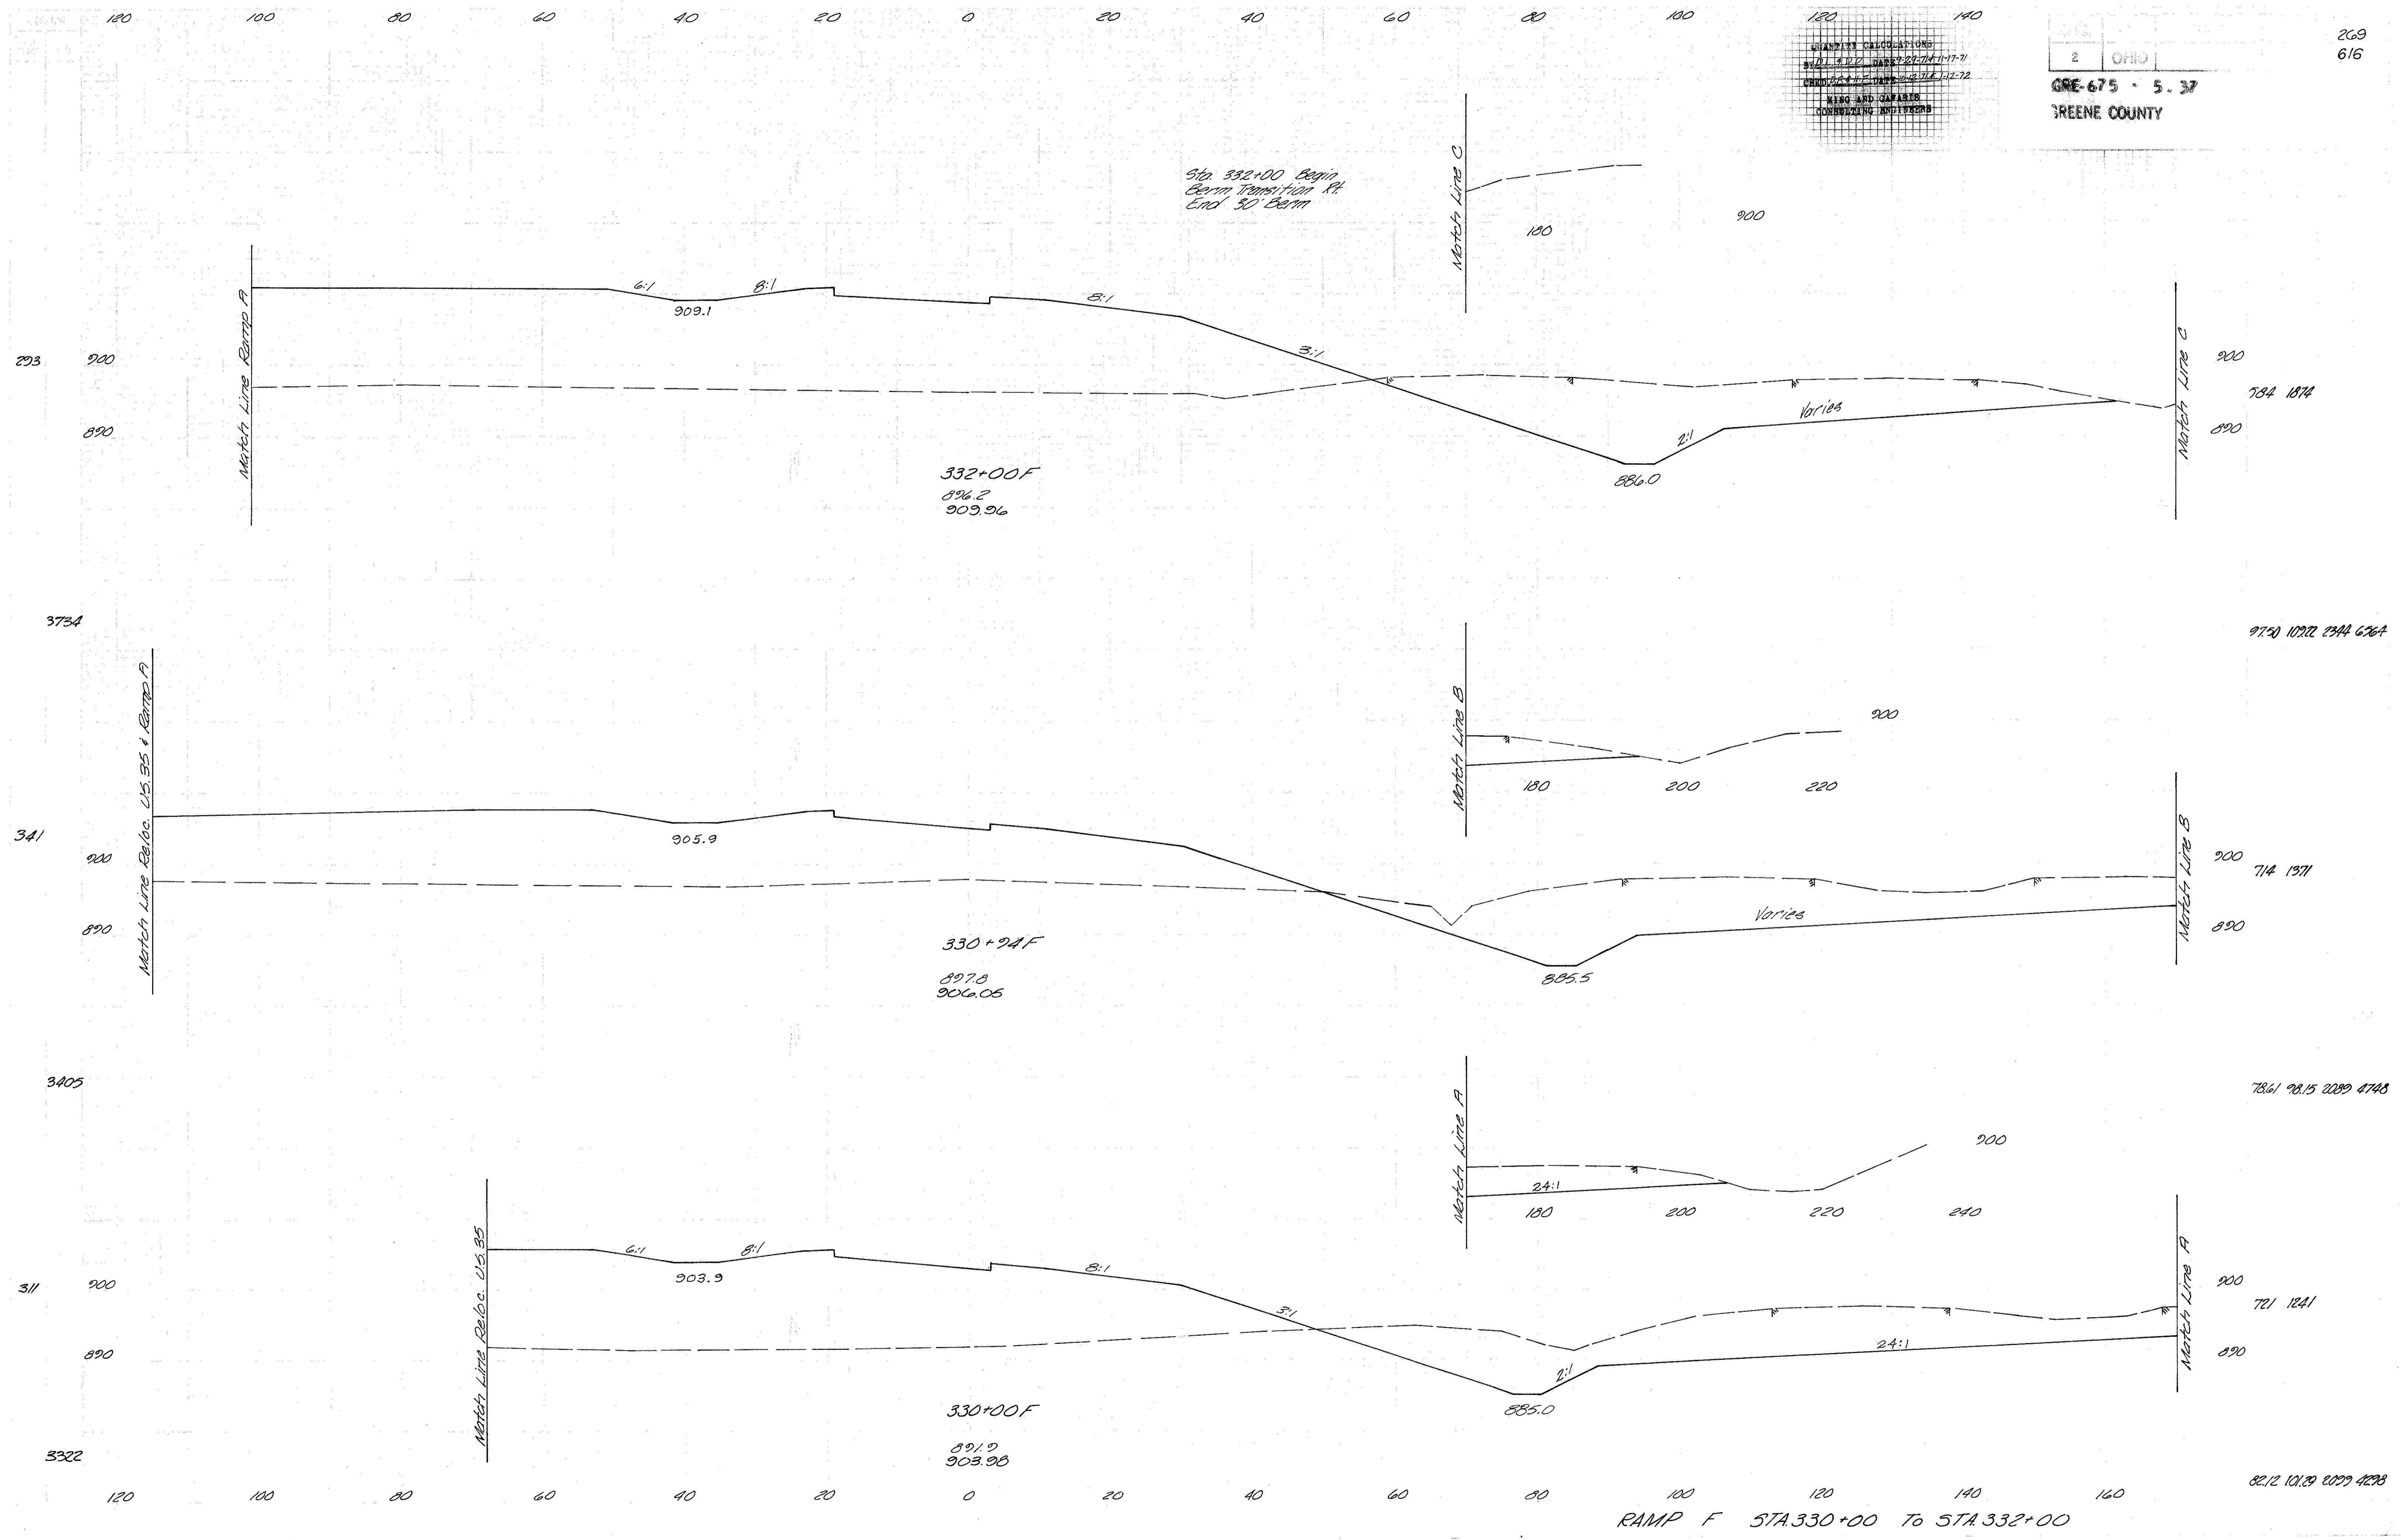 120 100 80 60 40 20 0 20 40 60 80 100 120 140
269
616
QUANTITY CALCULATIONS
KING AND GAVARIS
CONSULTING ENGINEERS
2 OHIO
GRE-675 - 5.37
GREENE COUNTY
Sta. 332+00 Begin
Berm Transition Rt.
End 30' Berm
Match Line C
180
900
Match Line Ramp A
6:1
8:1
909.1
8:1
3:1
293 900
890
Varies
2:1
886.0
Match Line C
900
584 1874
890
332+00F
896.2
909.96
3734
97.50 109.22 2344 6564
Match Line B
900
180 200 220
Match Line Reloc. U.S. 35 & Ramp A
905.9
341
900
890
Varies
885.5
Match Line B
900
714 1371
890
330+94F
897.8
906.05
3405
78.61 98.15 2089 4748
Match Line A
900
24:1
180 200 220 240
Match Line Reloc. U.S. 35
6:1
8:1
903.9
8:1
3:1
311 900
890
24:1
2:1
885.0
Match Line A
900
721 1241
890
330+00F
891.9
903.98
3322
82.12 101.29 2099 4298
120 100 80 60 40 20 0 20 40 60 80 100 120 140 160
RAMP F STA.330+00 To STA.332+00